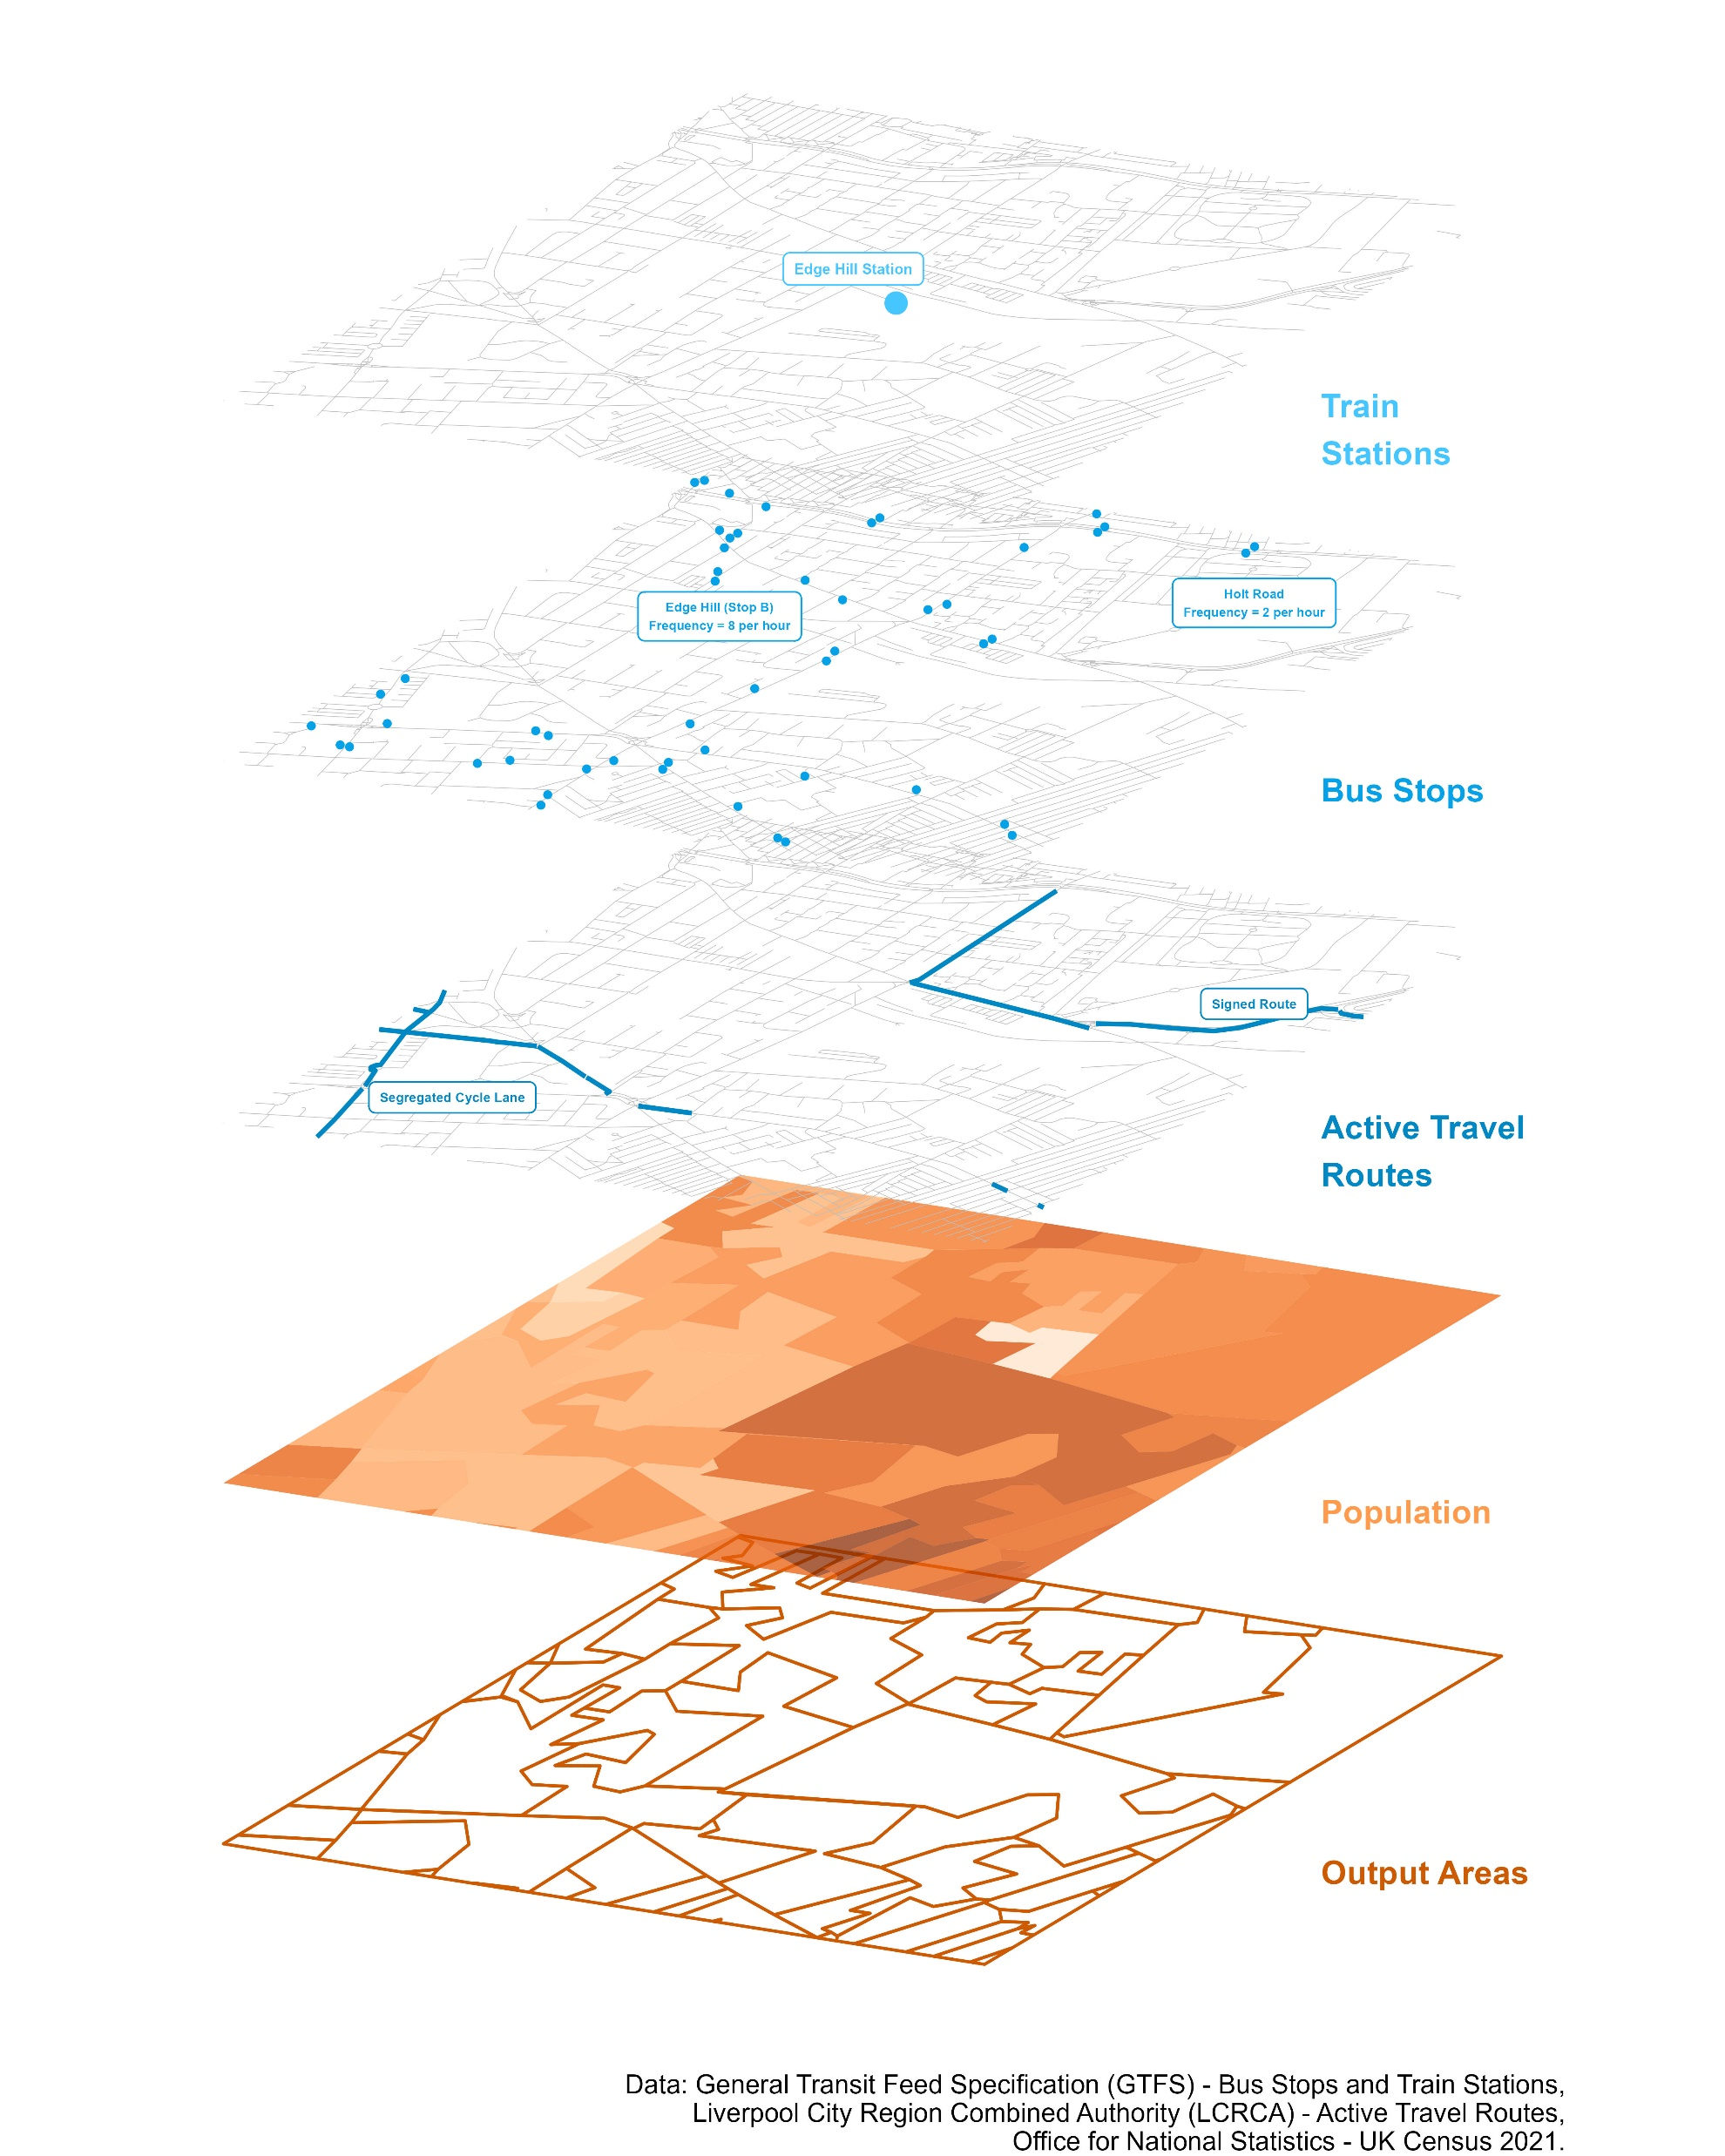 Edge Hill Station
Train
Stations
Edge Hill (Stop B)
Frequency = 8 per hour
Holt Road
Frequency = 2 per hour
Bus Stops
Signed Route
Segregated Cycle Lane
Active Travel
Routes
Population
Output Areas
Data: General Transit Feed Specification (GTFS) - Bus Stops and Train Stations,
Liverpool City Region Combined Authority (LCRCA) - Active Travel Routes,
Office for National Statistics - UK Census 2021.